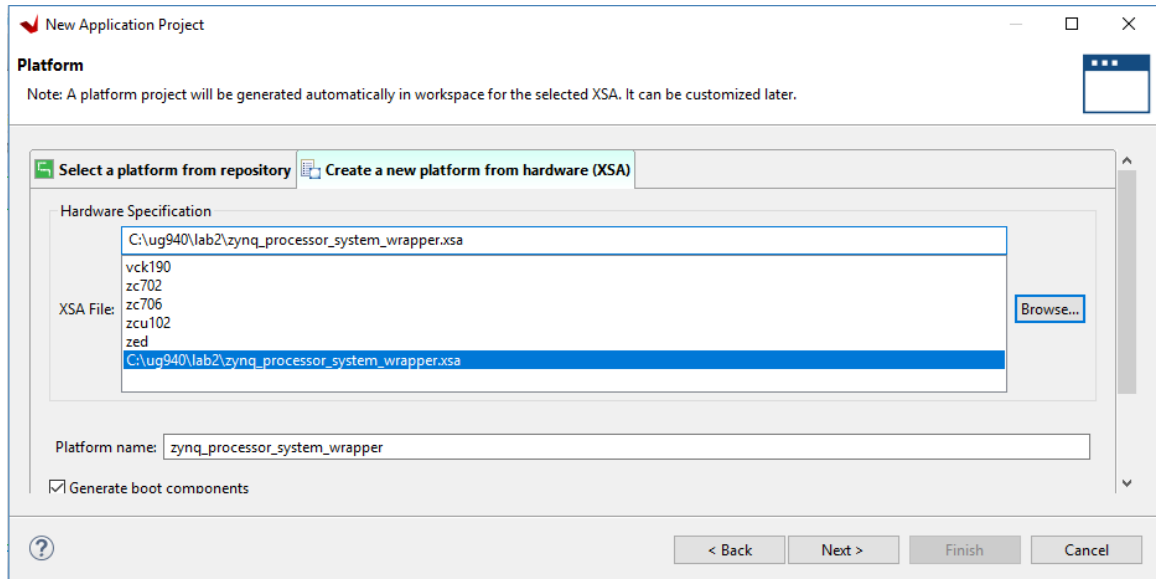 New Application Project
Platform
Note: A platform project will be generated automatically in workspace for the selected XSA. It can be customized later.
Select a platform from repository Create a new platform from hardware (XSA)
Hardware Specification
C:\ug940\lab2\zynq_processor_system_wrapper.xsa
vck190
zc702
XSA File: zc706 Browse...
zcu102
zed
C:\ug940\lab2\zynq_processor_system_wrapper.xsa
Platform name: zynq_processor_system_wrapper
Generate boot components
? < Back Next > Finish Cancel